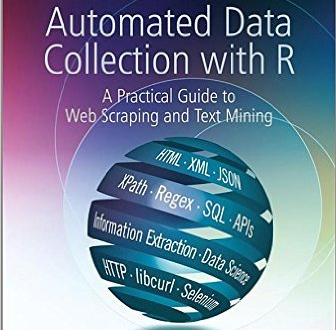 Automated Data
Collection with R
A Practical Guide to
Web Scraping and Text Mining
HTML · XML · JSON
XPath · Regex · SQL · APIs
Information Extraction · Data Science
HTTP · libcurl · Selenium